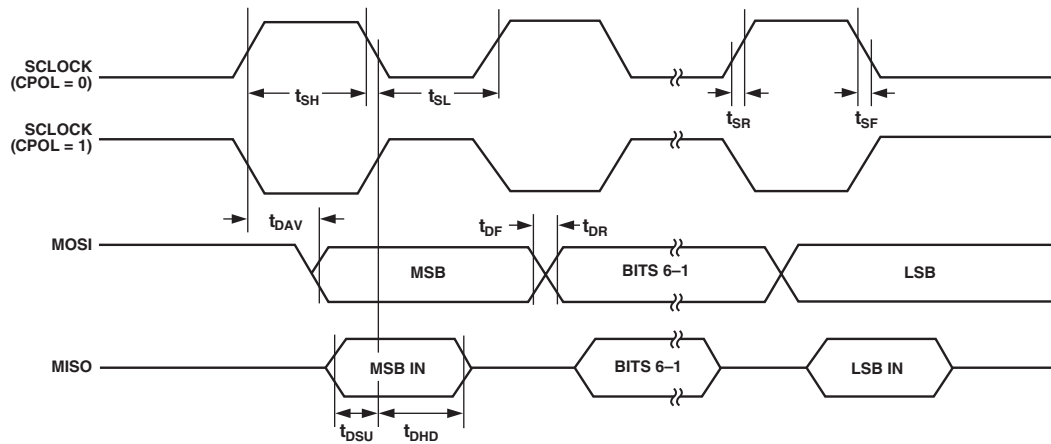 SCLOCK
(CPOL = 0)
tSH
tSL
tSR
tSF
SCLOCK
(CPOL = 1)
tDAV
tDF
tDR
MOSI
MSB
BITS 6–1
LSB
MISO
MSB IN
BITS 6–1
LSB IN
tDSU
tDHD